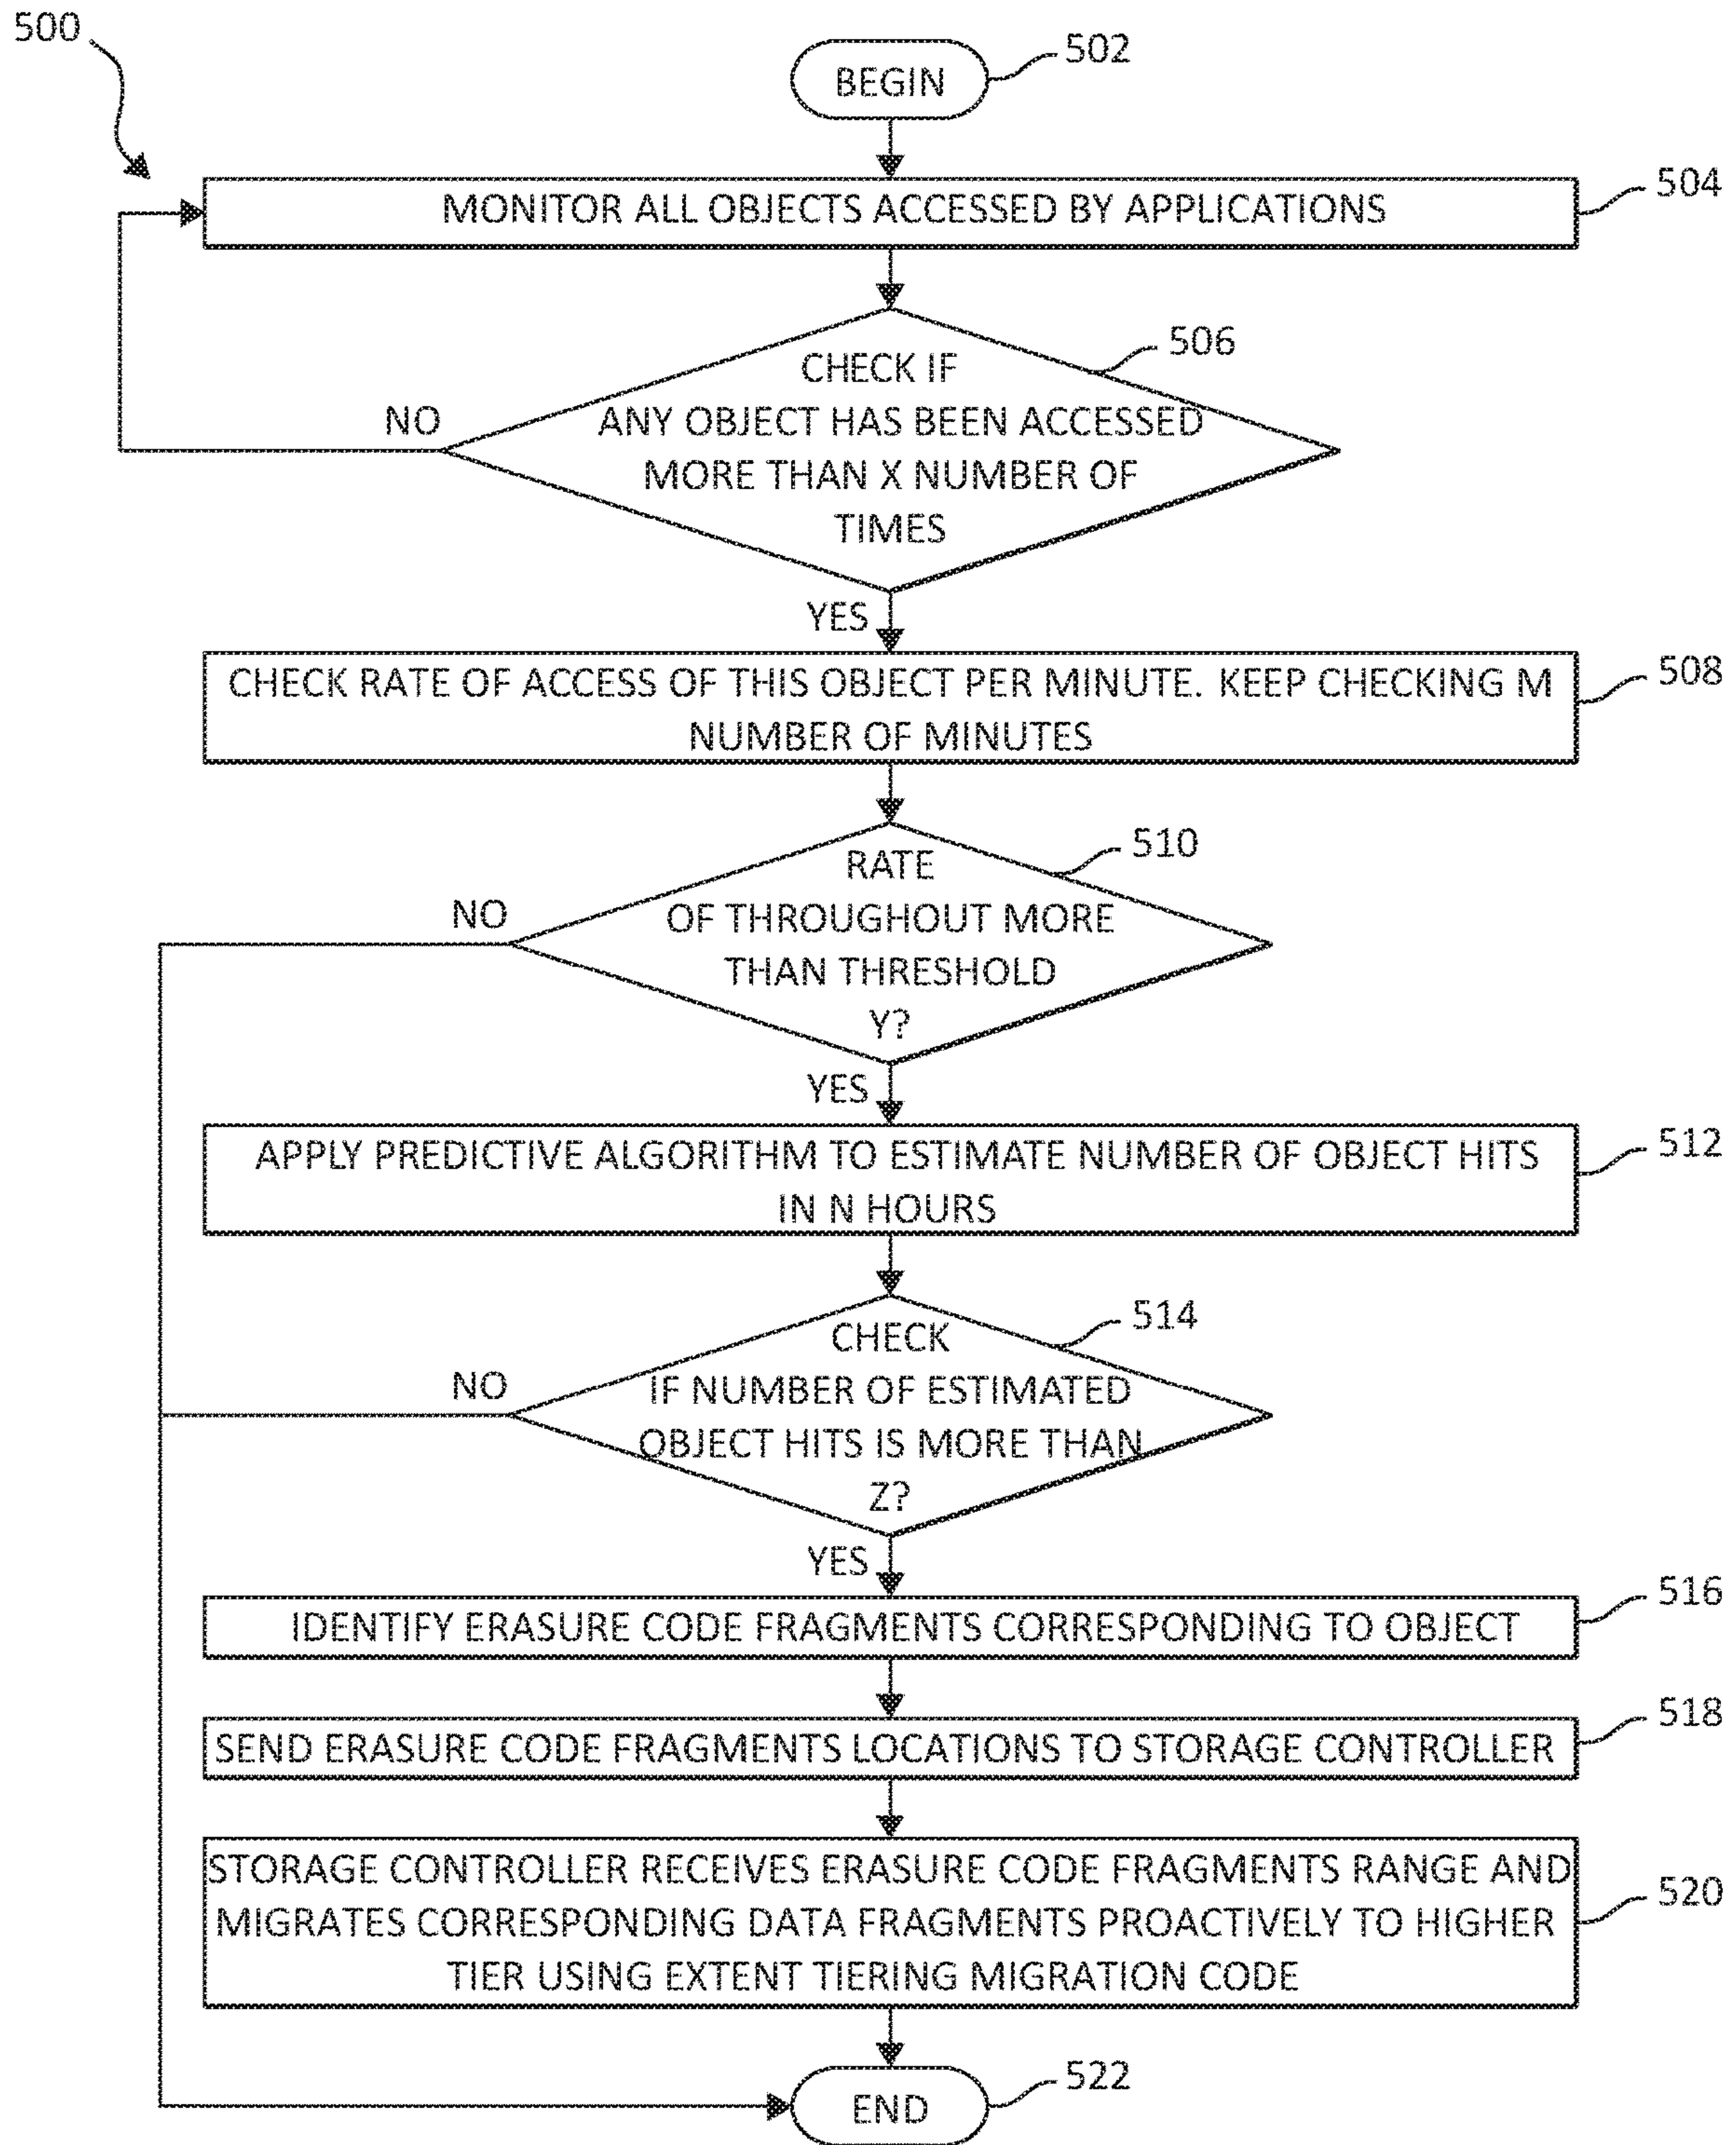 500
BEGIN
502
MONITOR ALL OBJECTS ACCESSED BY APPLICATIONS
504
CHECK IF
ANY OBJECT HAS BEEN ACCESSED
MORE THAN X NUMBER OF
TIMES
506
NO
YES
CHECK RATE OF ACCESS OF THIS OBJECT PER MINUTE. KEEP CHECKING M
NUMBER OF MINUTES
508
RATE
OF THROUGHOUT MORE
THAN THRESHOLD
Y?
510
NO
YES
APPLY PREDICTIVE ALGORITHM TO ESTIMATE NUMBER OF OBJECT HITS
IN N HOURS
512
CHECK
IF NUMBER OF ESTIMATED
OBJECT HITS IS MORE THAN
Z?
514
NO
YES
IDENTIFY ERASURE CODE FRAGMENTS CORRESPONDING TO OBJECT
516
SEND ERASURE CODE FRAGMENTS LOCATIONS TO STORAGE CONTROLLER
518
STORAGE CONTROLLER RECEIVES ERASURE CODE FRAGMENTS RANGE AND
MIGRATES CORRESPONDING DATA FRAGMENTS PROACTIVELY TO HIGHER
TIER USING EXTENT TIERING MIGRATION CODE
520
END
522